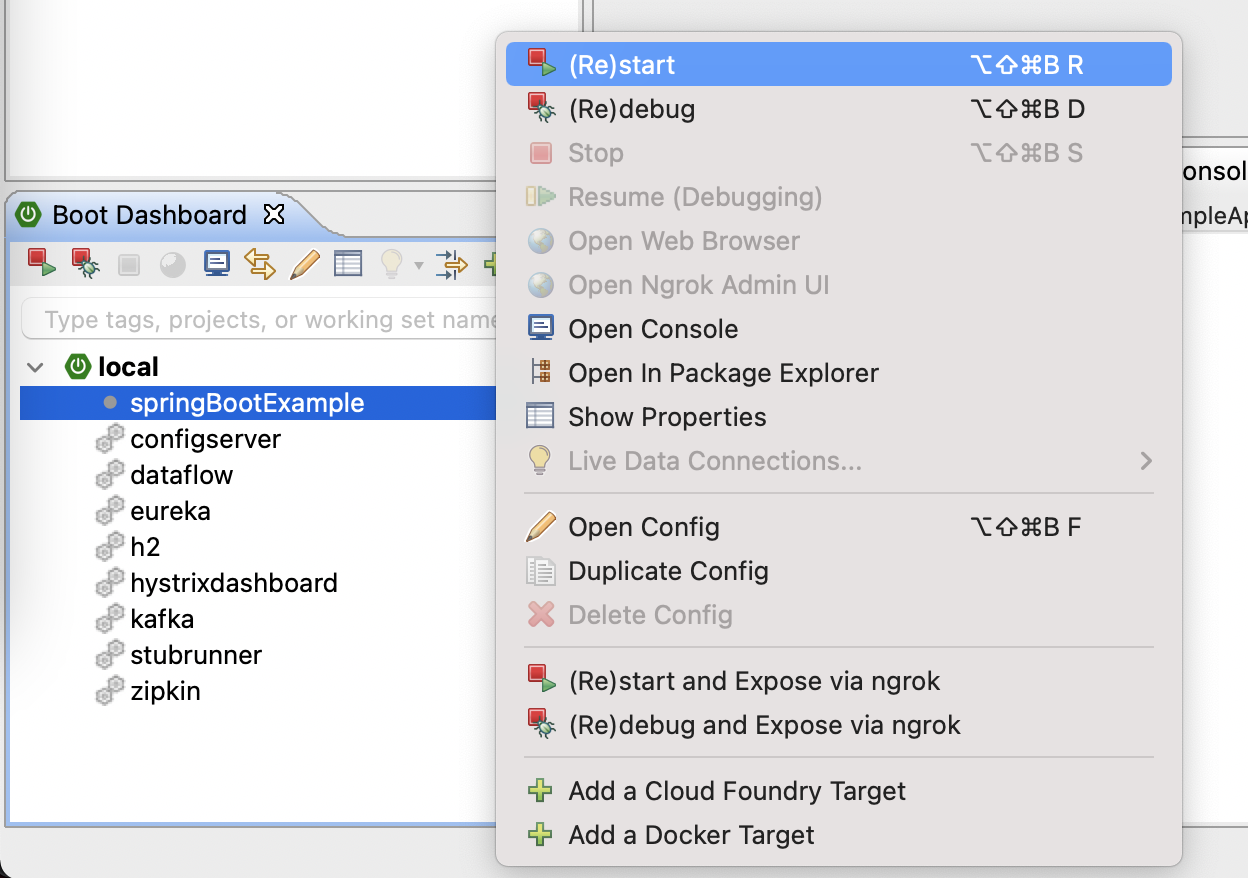 (Re)start ⌥⇧⌘B R
(Re)debug ⌥⇧⌘B D
Stop ⌥⇧⌘B S
Resume (Debugging)
Open Web Browser
Open Ngrok Admin UI
Open Console
Open In Package Explorer
Show Properties
Live Data Connections...
Open Config ⌥⇧⌘B F
Duplicate Config
Delete Config
(Re)start and Expose via ngrok
(Re)debug and Expose via ngrok
Add a Cloud Foundry Target
Add a Docker Target
Boot Dashboard
Type tags, projects, or working set name
local
springBootExample
configserver
dataflow
eureka
h2
hystrixdashboard
kafka
stubrunner
zipkin